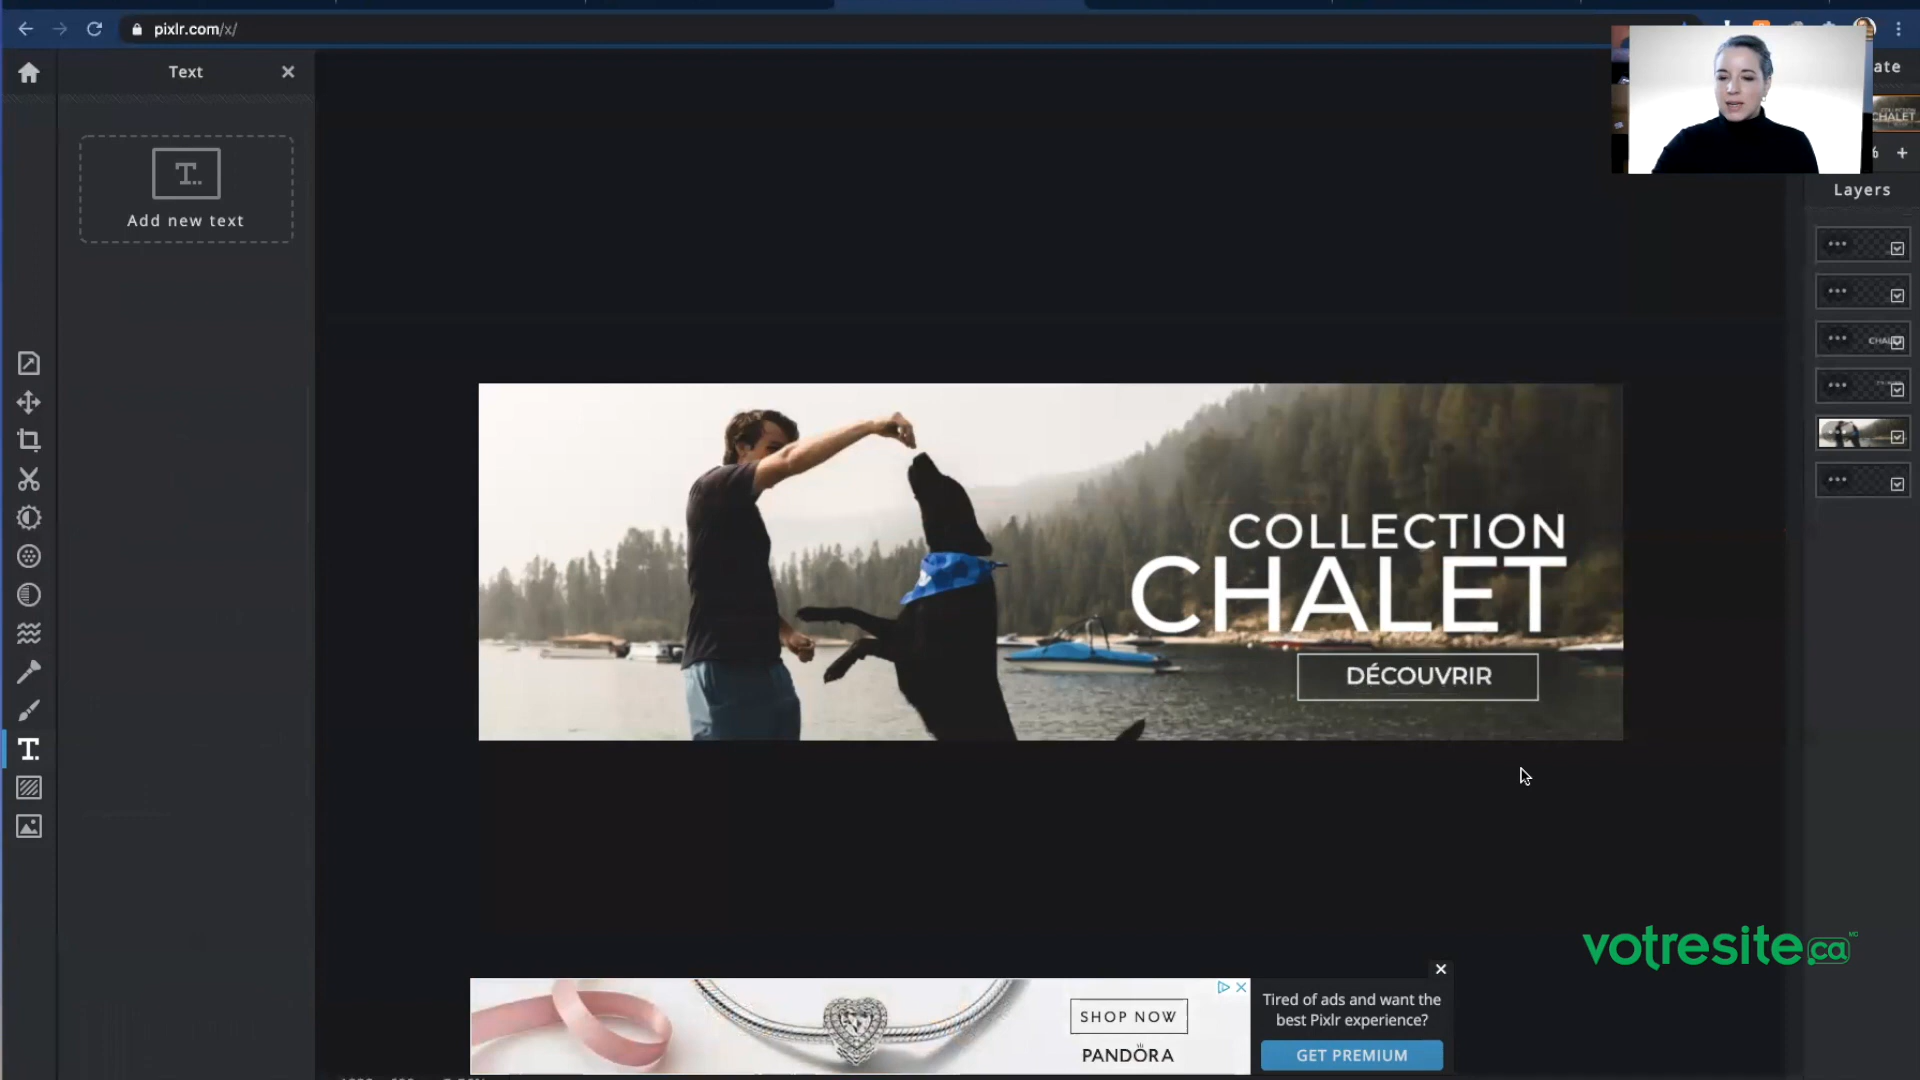 pixlr.com/x/
Text
Add new text
ate
CHALET
Layers
COLLECTION
CHALET
DÉCOUVRIR
votresite.ca
SHOP NOW
PANDORA
Tired of ads and want the
best Pixlr experience?
GET PREMIUM